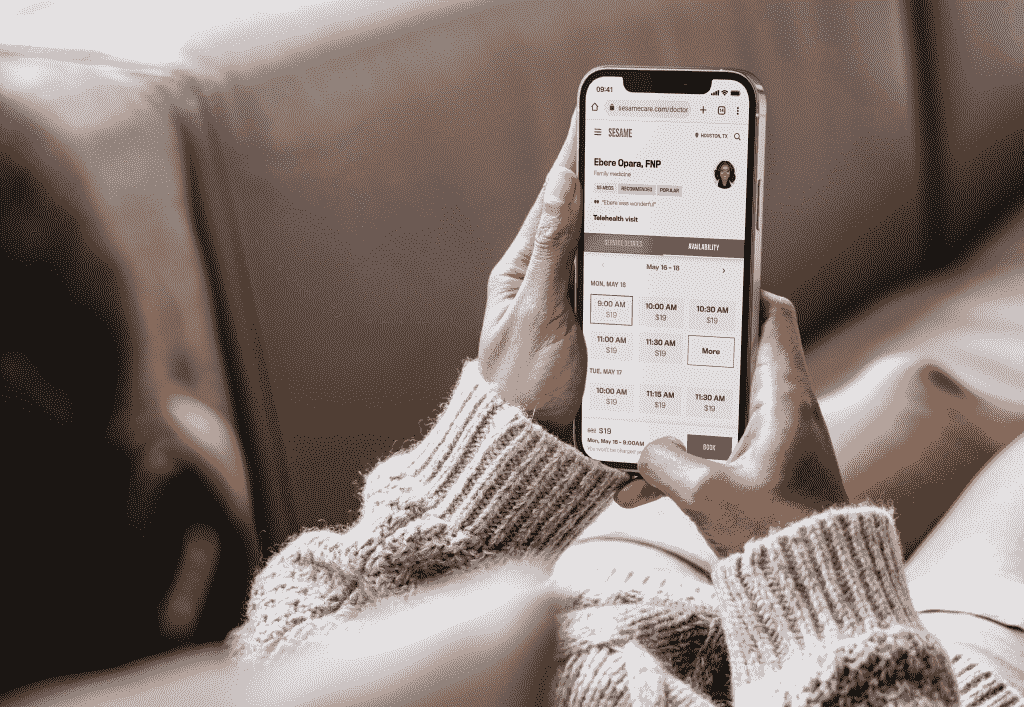 09:41
sesamecare.com/doctor
SESAME
HOUSTON, TX
Ebere Opara, FNP
Family medicine
RECOMMENDED POPULAR
"Ebere was wonderful"
Telehealth visit
SERVICE DETAILS AVAILABILITY
May 16 - 18
MON, MAY 16
9:00 AM 10:00 AM 10:30 AM
$19 $19 $19
11:00 AM 11:30 AM More
$19 $19
TUE, MAY 17
10:00 AM 11:15 AM 11:30 AM
$19 $19 $19
$19
Mon, May 16 - 9:00AM
BOOK